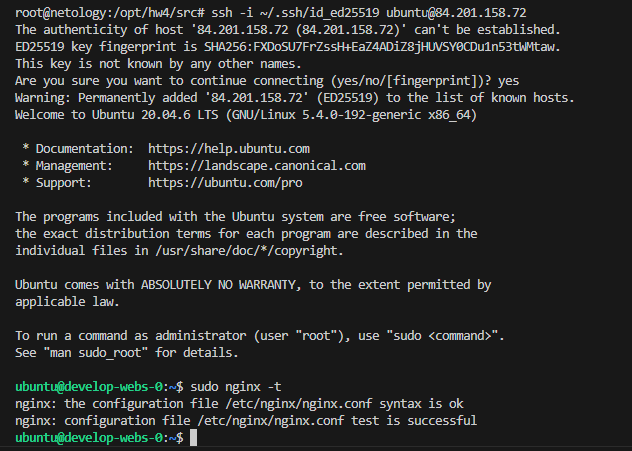 root@netology:/opt/hw4/src# ssh -i ~/.ssh/id_ed25519 ubuntu@84.201.158.72
The authenticity of host '84.201.158.72 (84.201.158.72)' can't be established.
ED25519 key fingerprint is SHA256:FXDoSU7FrZssH+EaZ4ADiZ8jHUVSY0CDu1n53tWMtaw.
This key is not known by any other names.
Are you sure you want to continue connecting (yes/no/[fingerprint])? yes
Warning: Permanently added '84.201.158.72' (ED25519) to the list of known hosts.
Welcome to Ubuntu 20.04.6 LTS (GNU/Linux 5.4.0-192-generic x86_64)
* Documentation:  https://help.ubuntu.com
* Management:     https://landscape.canonical.com
* Support:        https://ubuntu.com/pro
The programs included with the Ubuntu system are free software;
the exact distribution terms for each program are described in the
individual files in /usr/share/doc/*/copyright.
Ubuntu comes with ABSOLUTELY NO WARRANTY, to the extent permitted by
applicable law.
To run a command as administrator (user "root"), use "sudo <command>".
See "man sudo_root" for details.
ubuntu@develop-webs-0:~$ sudo nginx -t
nginx: the configuration file /etc/nginx/nginx.conf syntax is ok
nginx: configuration file /etc/nginx/nginx.conf test is successful
ubuntu@develop-webs-0:~$